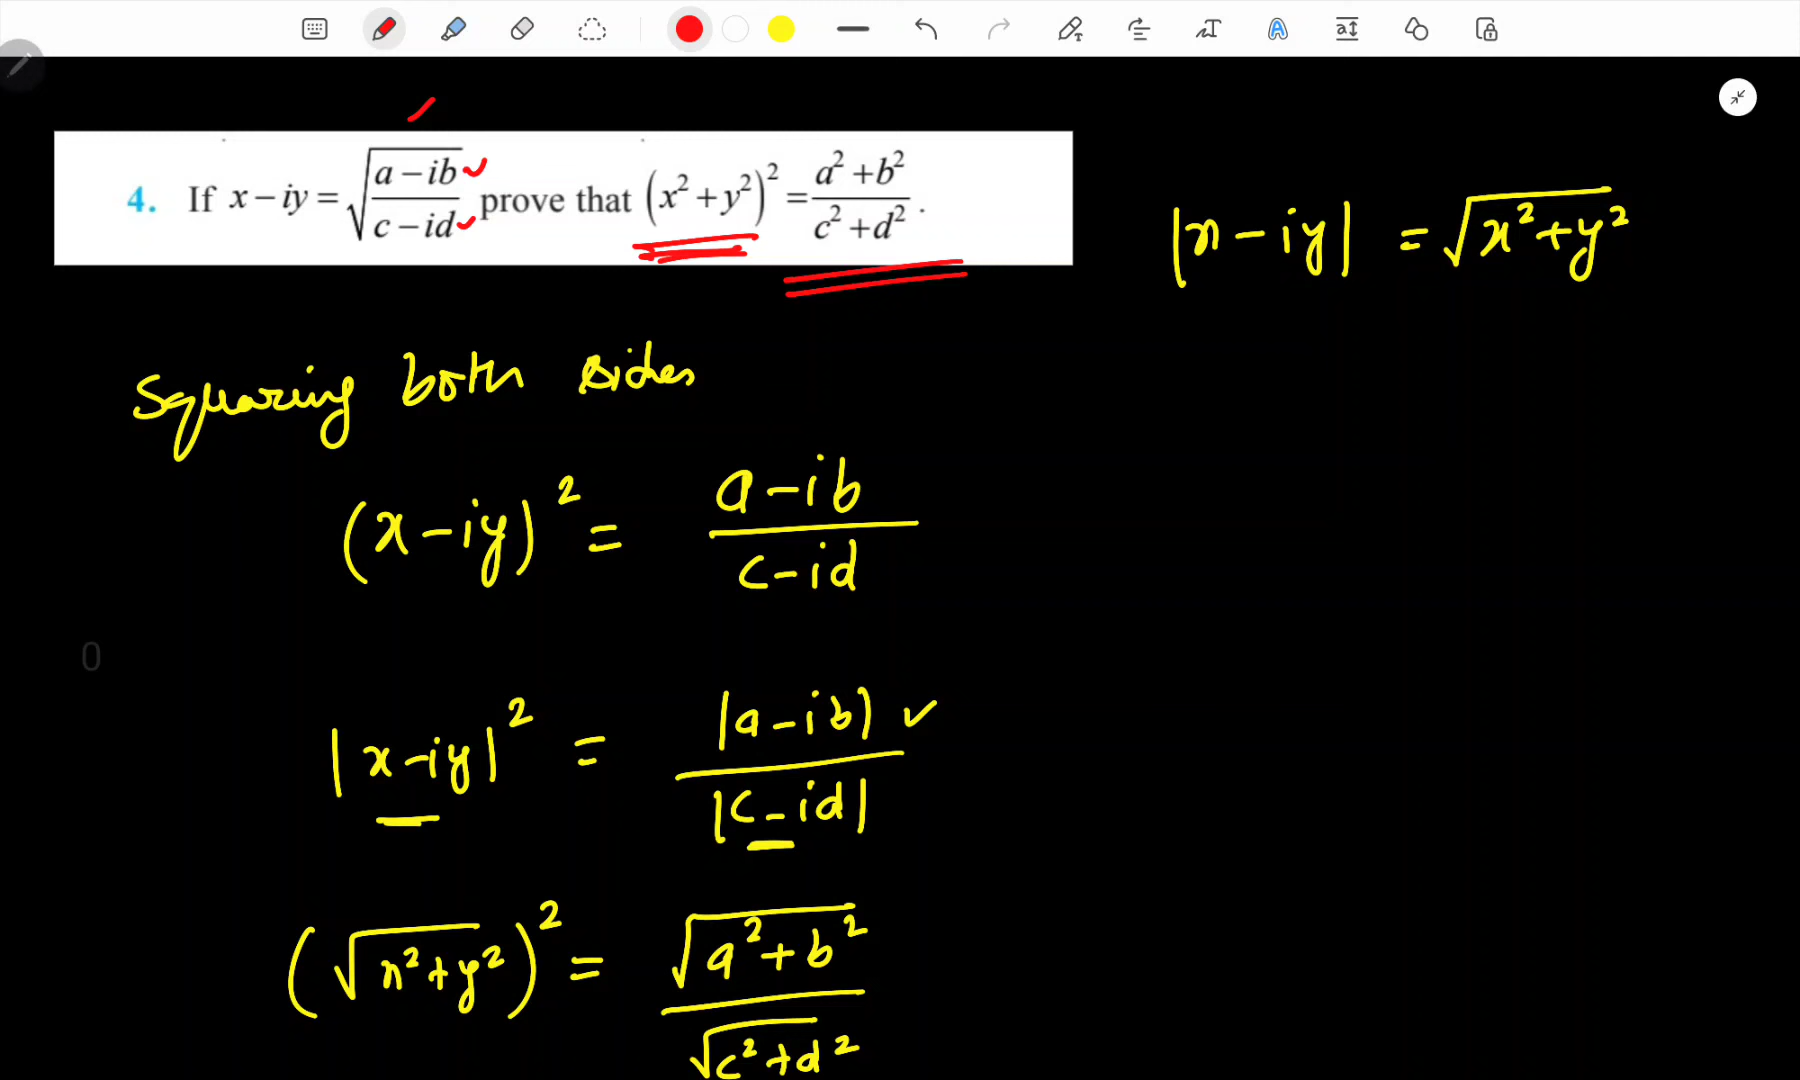 4. If x − iy = √((a − ib)/(c − id)) prove that (x² + y²)² = (a² + b²)/(c² + d²) .
|x − iy| = √(x² + y²)
Squaring both sides
(x − iy)² = (a − ib)/(c − id)
0
|x − iy|² = |a − ib|/|c − id|
(√(x² + y²))² = √(a² + b²)/√(c² + d²)